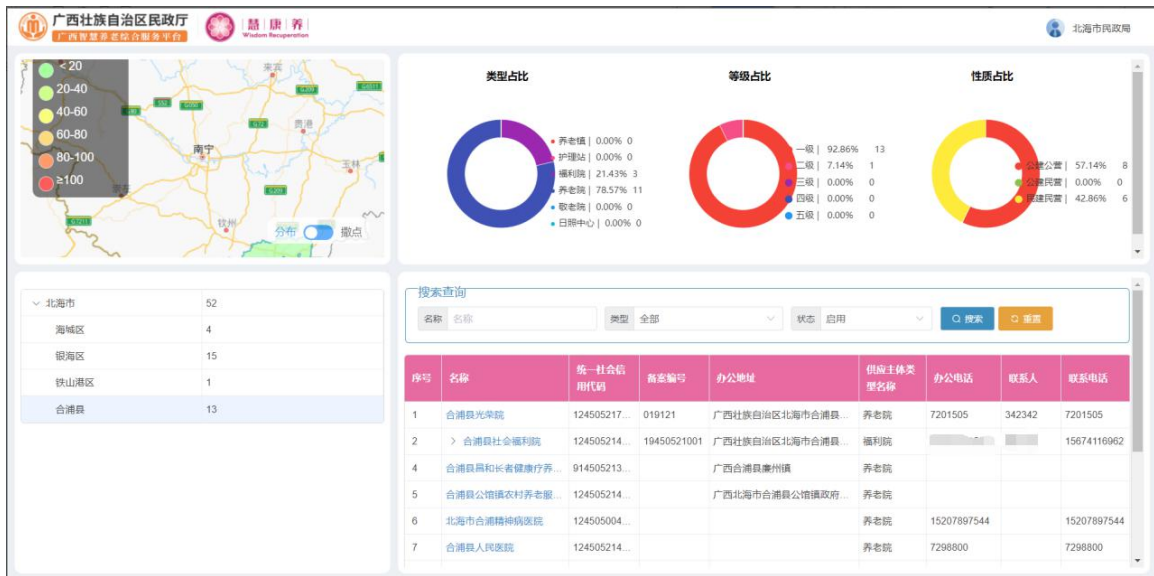 广西壮族自治区民政厅
广西智慧养老综合服务平台
慧康养
Wisdom Recuperation
北海市民政局
<20
20-40
40-60
60-80
80-100
≥100
来宾
南宁
贵港
玉林
崇左
钦州
分布 撒点
类型占比
养老镇 | 0.00% 0
护理站 | 0.00% 0
福利院 | 21.43% 3
养老院 | 78.57% 11
敬老院 | 0.00% 0
日照中心 | 0.00% 0
等级占比
一级 | 92.86% 13
二级 | 7.14% 1
三级 | 0.00% 0
四级 | 0.00% 0
五级 | 0.00% 0
性质占比
公建公营 | 57.14% 8
公建民营 | 0.00% 0
民建民营 | 42.86% 6
北海市 52
海城区 4
银海区 15
铁山港区 1
合浦县 13
搜索查询
名称 名称 类型 全部 状态 启用 搜索 重置
序号 名称 统一社会信用代码 备案编号 办公地址 供应主体类型名称 办公电话 联系人 联系电话
1 合浦县光荣院 124505217... 019121 广西壮族自治区北海市合浦县... 养老院 7201505 342342 7201505
2 合浦县社会福利院 124505214... 19450521001 广西壮族自治区北海市合浦县... 福利院 15674116962
4 合浦县昌和长者健康疗养... 914505213... 广西合浦县廉州镇 养老院
5 合浦县公馆镇农村养老服... 124505214... 广西北海市合浦县公馆镇政府... 养老院
6 北海市合浦精神病医院 124505004... 养老院 15207897544 15207897544
7 合浦县人民医院 124505214... 养老院 7298800 7298800